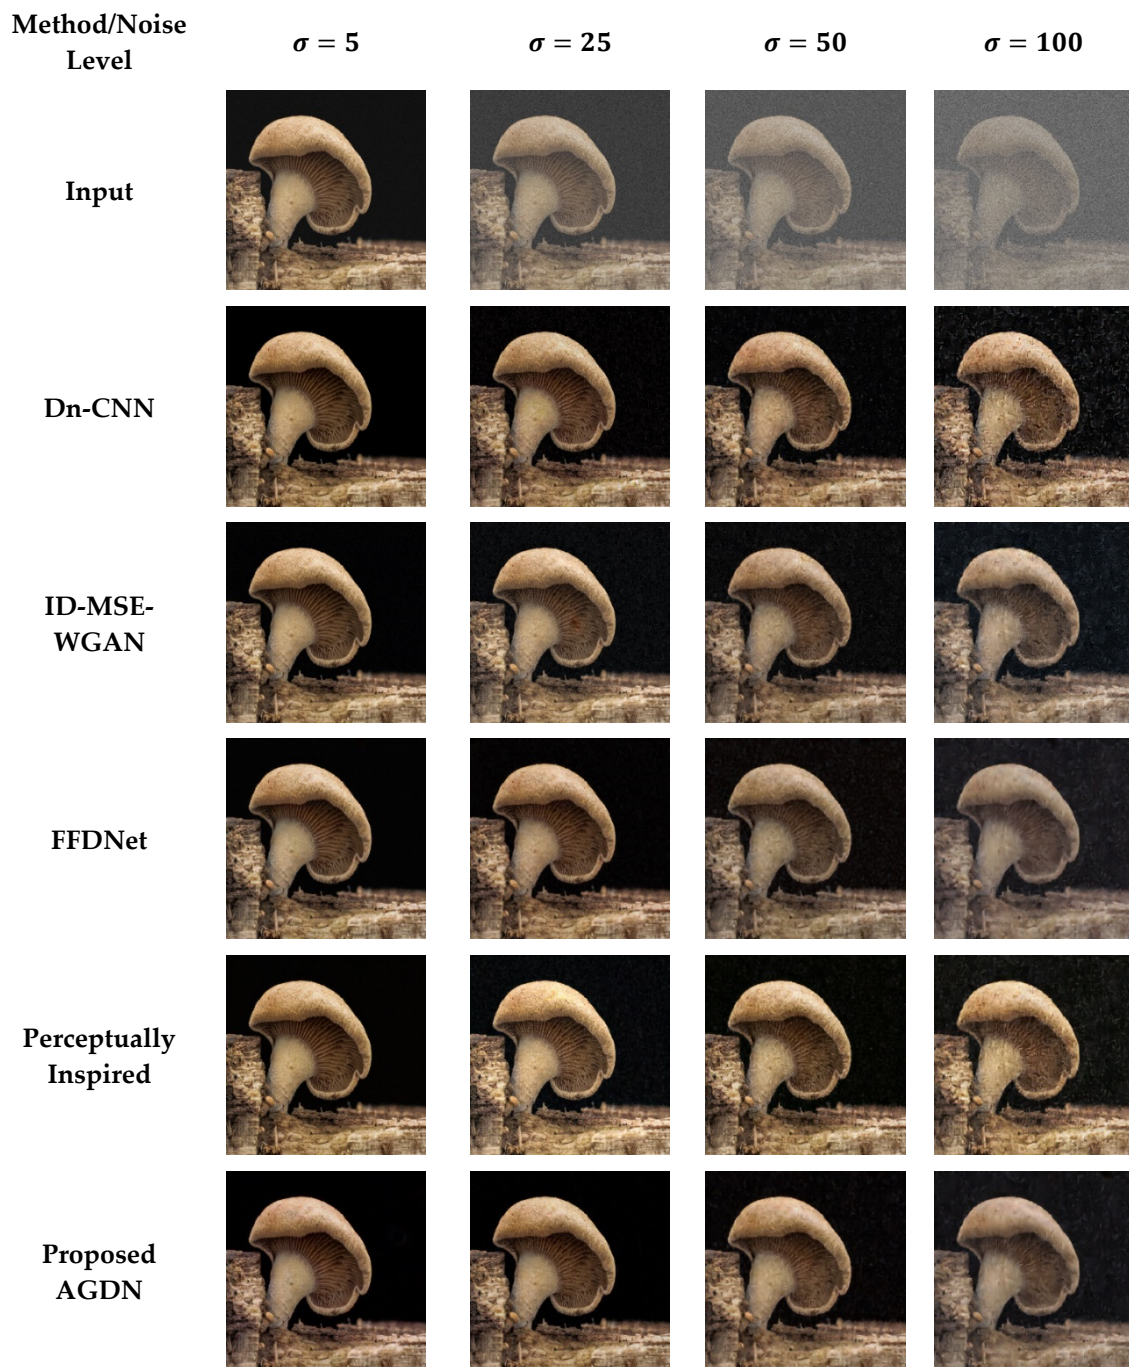 Method/Noise
Level
σ = 5
σ = 25
σ = 50
σ = 100
Input
Dn-CNN
ID-MSE-
WGAN
FFDNet
Perceptually
Inspired
Proposed
AGDN